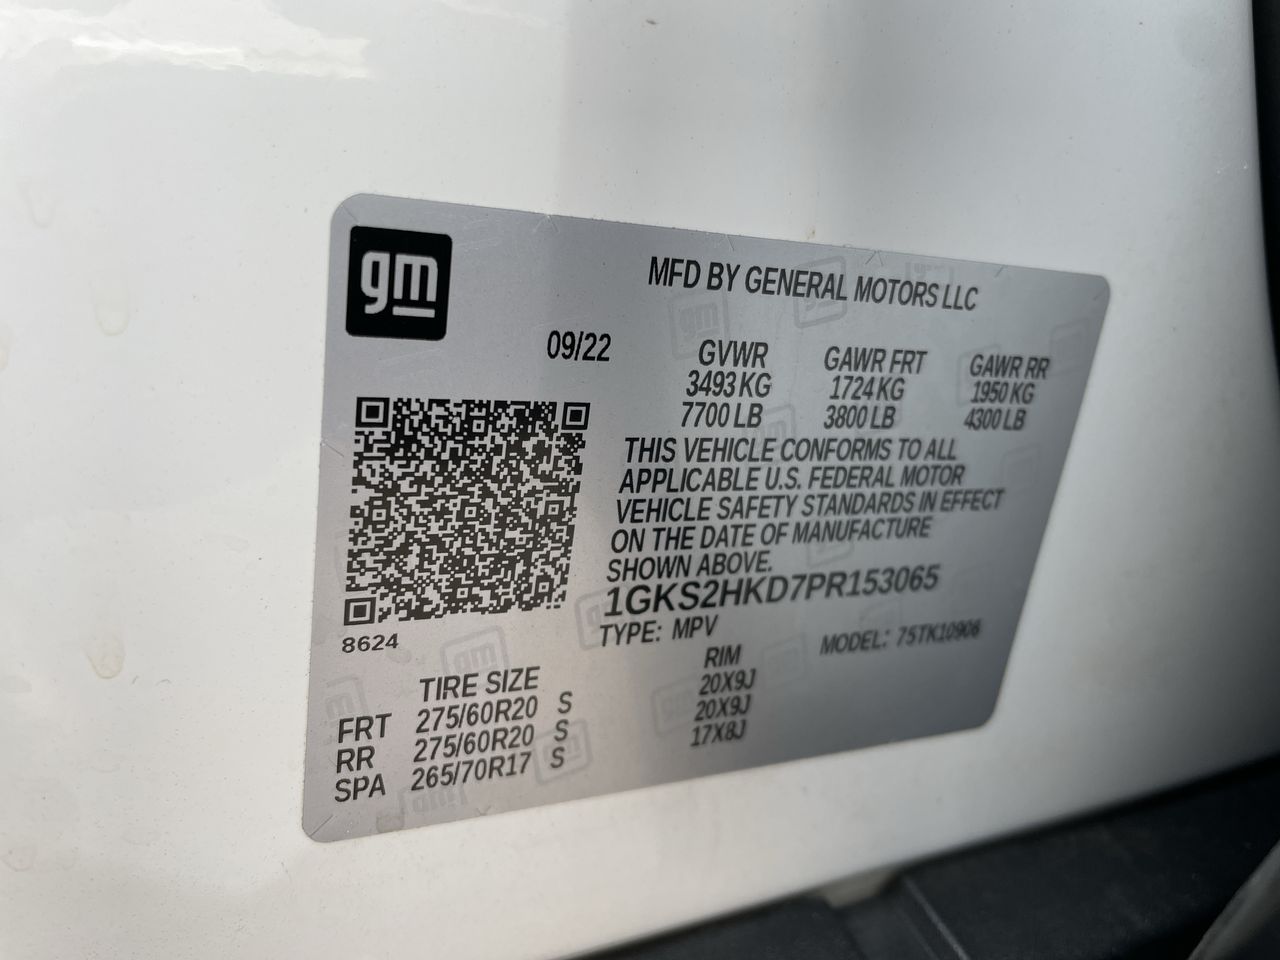 gm
MFD BY GENERAL MOTORS LLC
09/22
GVWR GAWR FRT GAWR RR
3493 KG 1724 KG 1950 KG
7700 LB 3800 LB 4300 LB
THIS VEHICLE CONFORMS TO ALL
APPLICABLE U.S. FEDERAL MOTOR
VEHICLE SAFETY STANDARDS IN EFFECT
ON THE DATE OF MANUFACTURE
SHOWN ABOVE.
1GKS2HKD7PR153065
TYPE: MPV MODEL: 75TK10906
8624
TIRE SIZE RIM
FRT 275/60R20 S 20X9J
RR 275/60R20 S 20X9J
SPA 265/70R17 S 17X8J